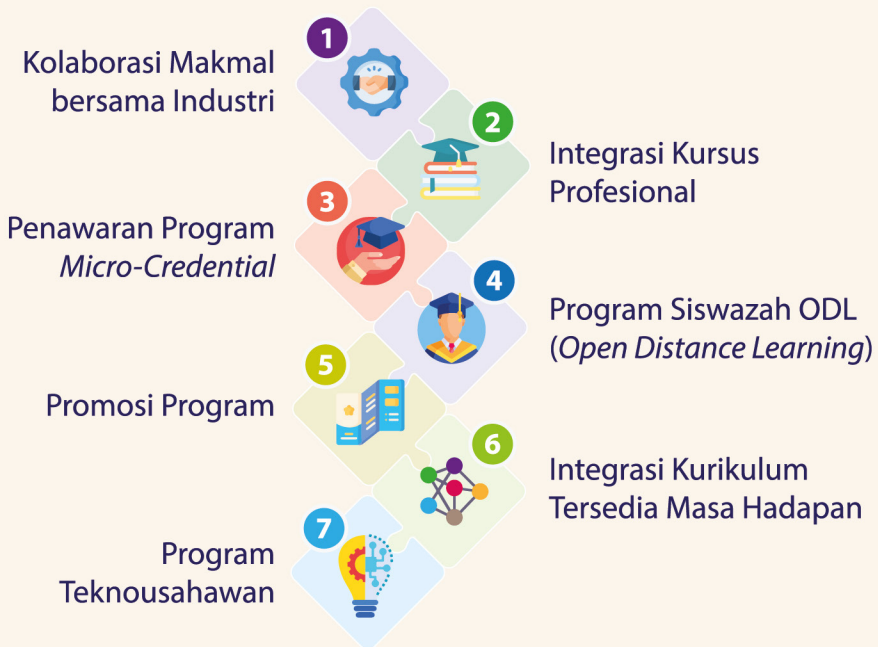 1
Kolaborasi Makmal
bersama Industri
2
Integrasi Kursus
Profesional
3
Penawaran Program
Micro-Credential
4
Program Siswazah ODL
(Open Distance Learning)
5
Promosi Program
6
Integrasi Kurikulum
Tersedia Masa Hadapan
7
Program
Teknousahawan